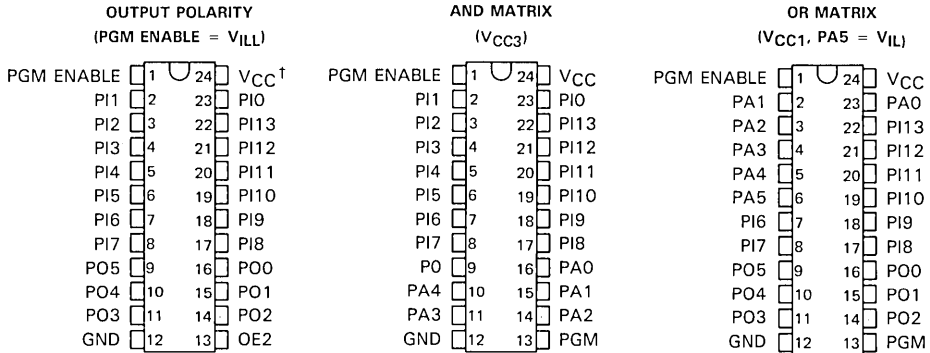 OUTPUT POLARITY
(PGM ENABLE = VILL)
PGM ENABLE 1 24 VCC†
PI1 2 23 PI0
PI2 3 22 PI13
PI3 4 21 PI12
PI4 5 20 PI11
PI5 6 19 PI10
PI6 7 18 PI9
PI7 8 17 PI8
PO5 9 16 PO0
PO4 10 15 PO1
PO3 11 14 PO2
GND 12 13 OE2
AND MATRIX
(VCC3)
PGM ENABLE 1 24 VCC
PI1 2 23 PI0
PI2 3 22 PI13
PI3 4 21 PI12
PI4 5 20 PI11
PI5 6 19 PI10
PI6 7 18 PI9
PI7 8 17 PI8
P0 9 16 PA0
PA4 10 15 PA1
PA3 11 14 PA2
GND 12 13 PGM
OR MATRIX
(VCC1, PA5 = VIL)
PGM ENABLE 1 24 VCC
PA1 2 23 PA0
PA2 3 22 PI13
PA3 4 21 PI12
PA4 5 20 PI11
PA5 6 19 PI10
PI6 7 18 PI9
PI7 8 17 PI8
PO5 9 16 PO0
PO4 10 15 PO1
PO3 11 14 PO2
GND 12 13 PGM